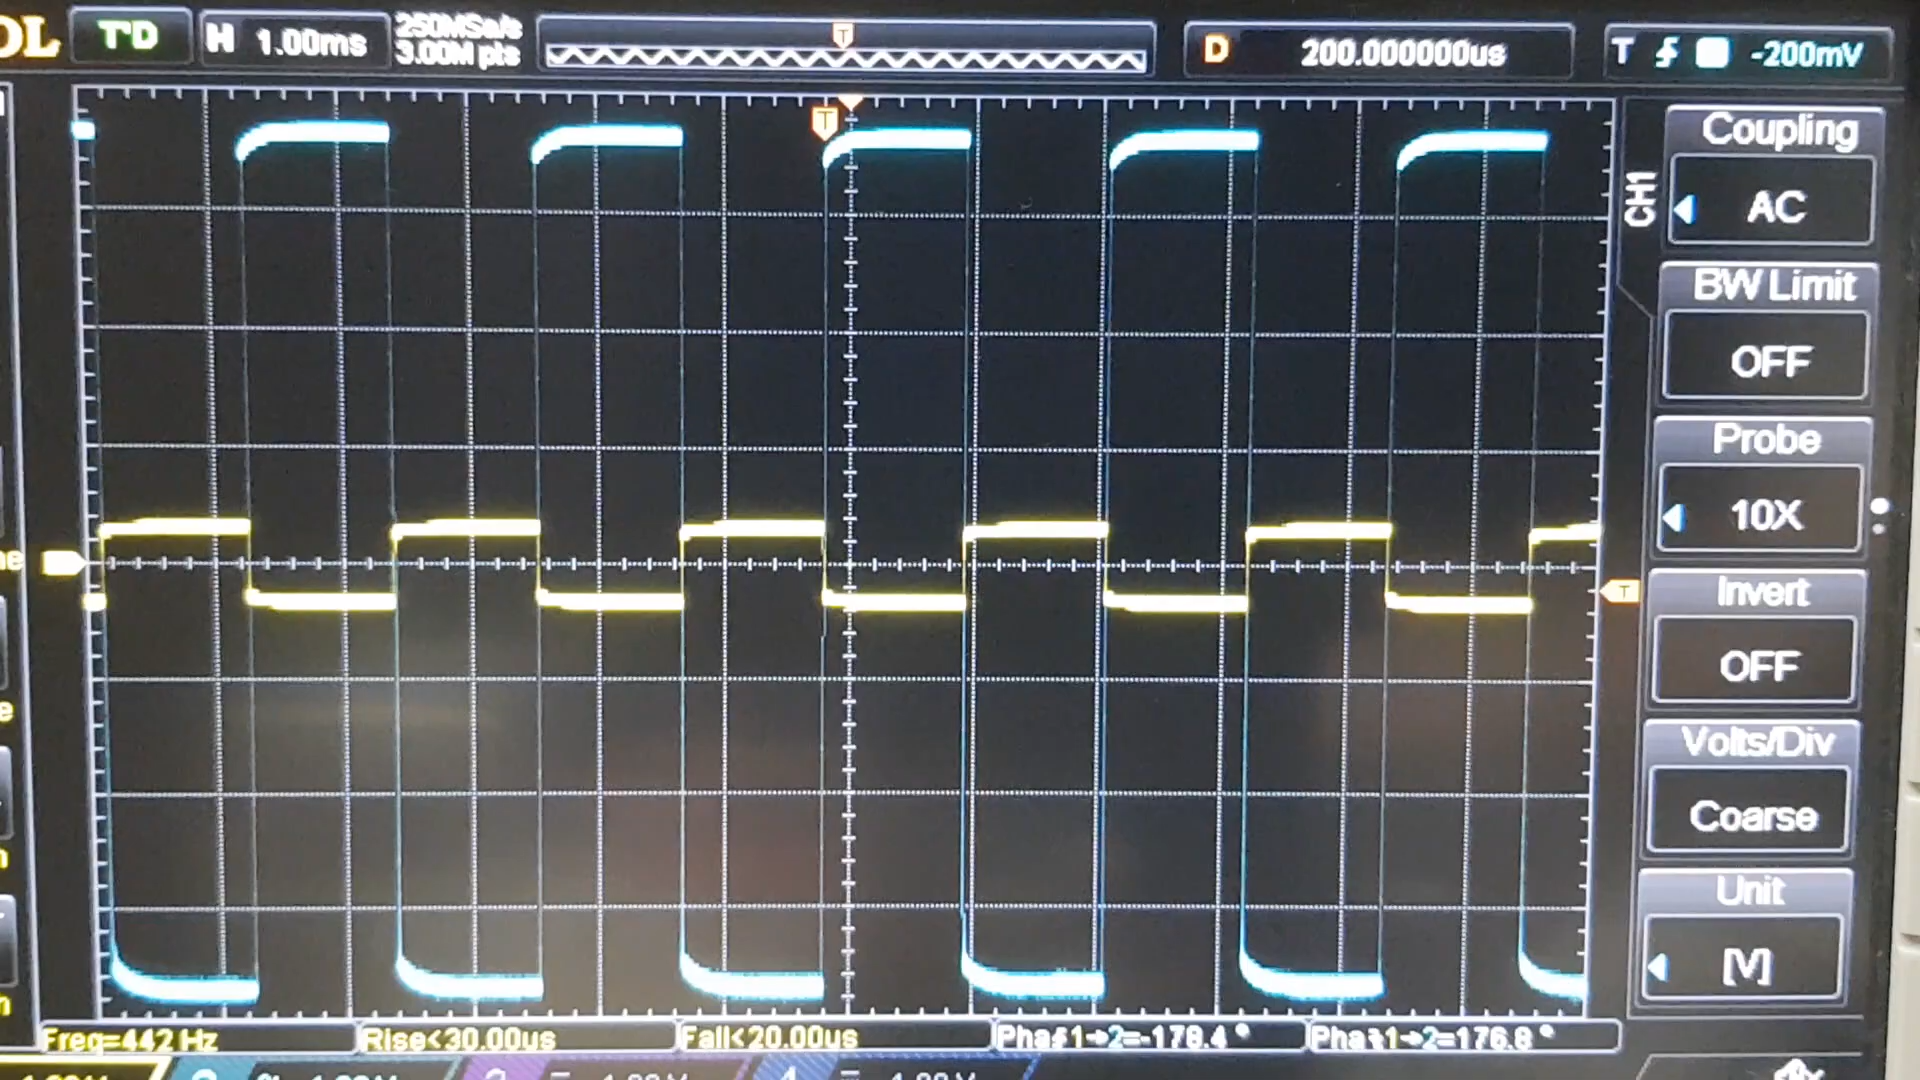 OL
T'D
H 1.00ms
250MSa/s
3.00M pts
T
D 200.000000us
T -200mV
T
CH1
Coupling
AC
BW Limit
OFF
Probe
10X
Invert
OFF
T
Volts/Div
Coarse
Unit
[V]
Freq=442 Hz
Rise<30.00us
Fall<20.00us
Pha 1→2=-178.4 °
Pha 1→2=176.8 °